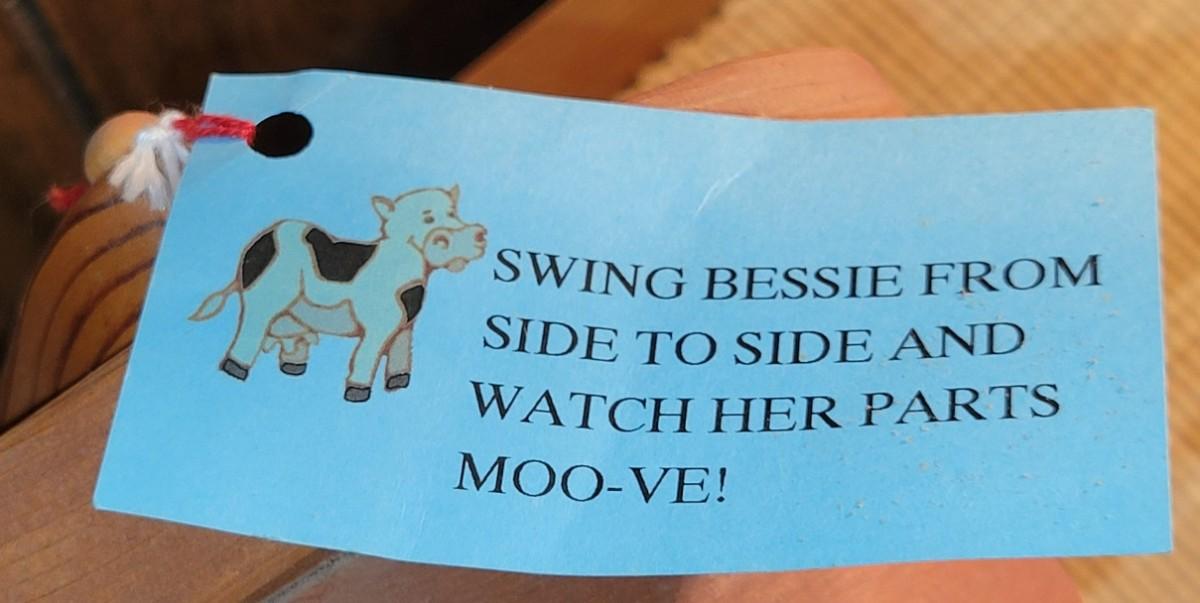 SWING BESSIE FROM
SIDE TO SIDE AND
WATCH HER PARTS
MOO-VE!